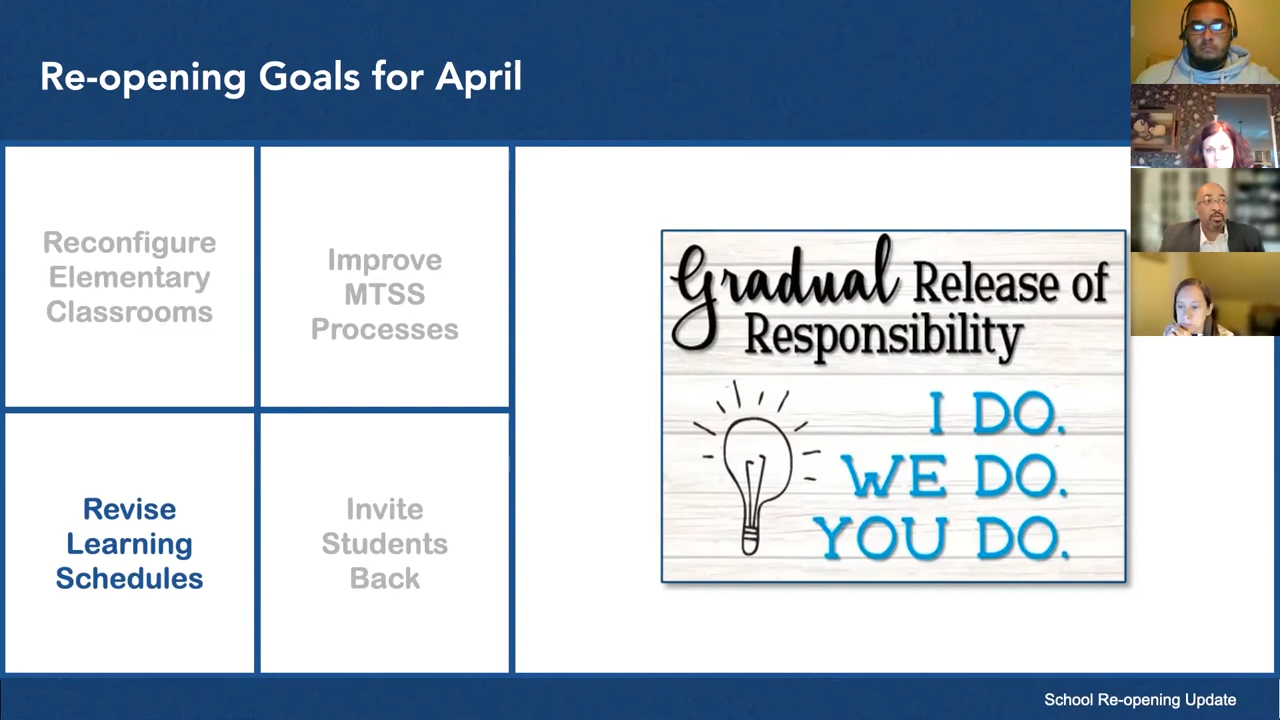 Re-opening Goals for April
Reconfigure
Elementary
Classrooms
Improve
MTSS
Processes
Revise
Learning
Schedules
Invite
Students
Back
Gradual Release of
Responsibility
I DO.
WE DO.
YOU DO.
School Re-opening Update